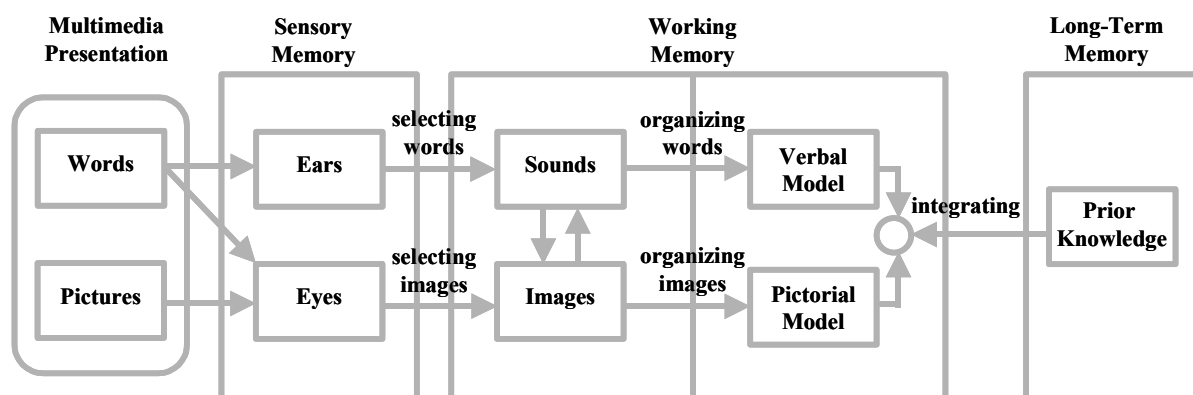 Multimedia
Presentation
Sensory
Memory
Working
Memory
Long-Term
Memory
Words
Pictures
Ears
Eyes
selecting
words
selecting
images
Sounds
Images
organizing
words
organizing
images
Verbal
Model
Pictorial
Model
integrating
Prior
Knowledge